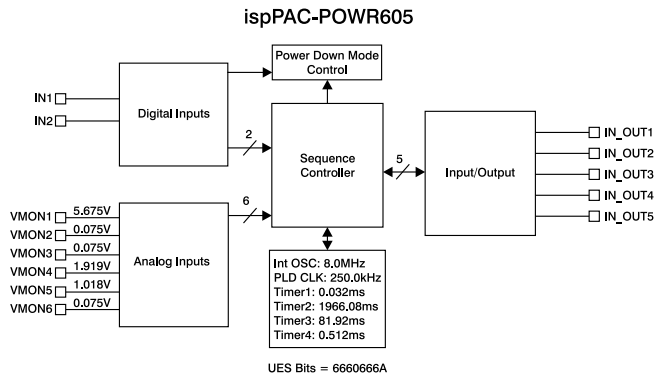 ispPAC-POWR605
Power Down Mode
Control
IN1
IN2
Digital Inputs
2
Sequence
Controller
5
Input/Output
IN_OUT1
IN_OUT2
IN_OUT3
IN_OUT4
IN_OUT5
6
VMON1 5.675V
VMON2 0.075V
VMON3 0.075V
VMON4 1.919V
VMON5 1.018V
VMON6 0.075V
Analog Inputs
Int OSC: 8.0MHz
PLD CLK: 250.0kHz
Timer1: 0.032ms
Timer2: 1966.08ms
Timer3: 81.92ms
Timer4: 0.512ms
UES Bits = 6660666A